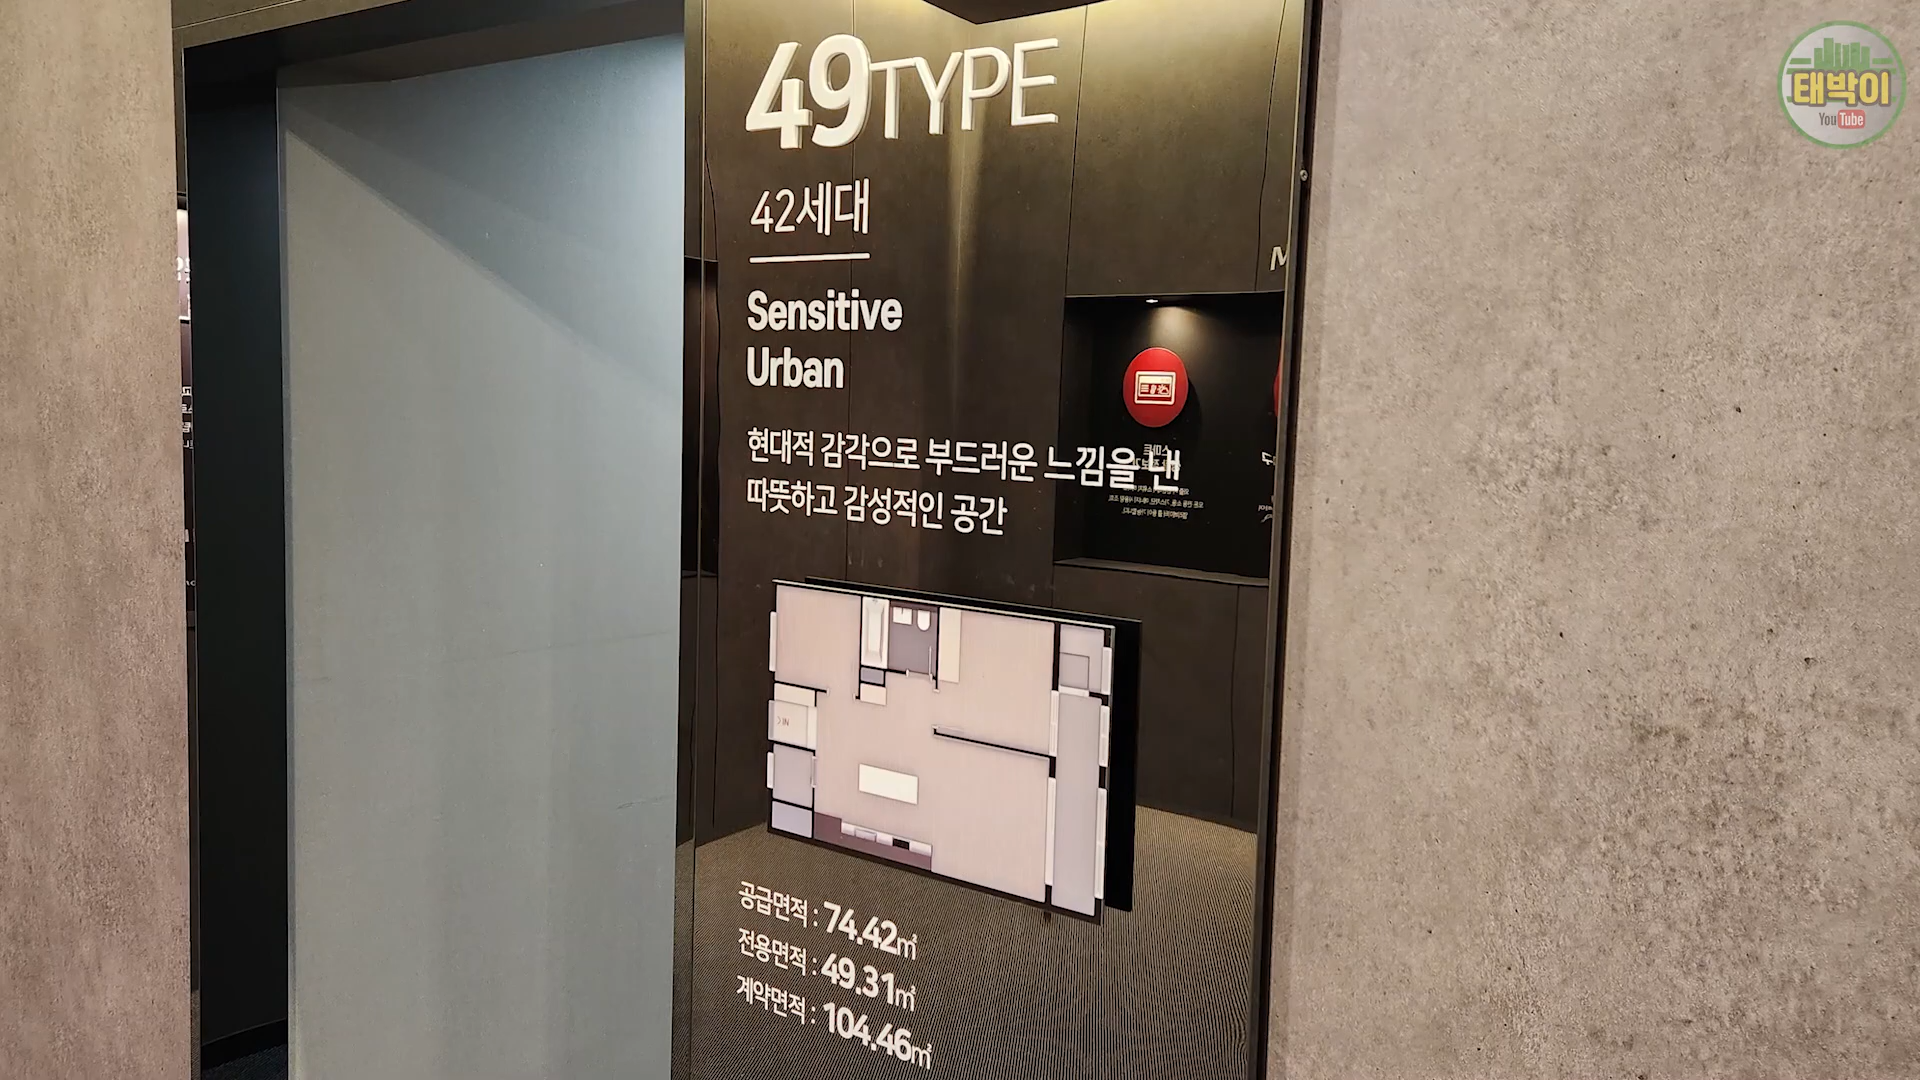 49TYPE
42세대
Sensitive
Urban
현대적 감각으로 부드러운 느낌을 낸
따뜻하고 감성적인 공간
공급면적 : 74.42㎡
전용면적 : 49.31㎡
계약면적 : 104.46㎡
태박이
YouTube